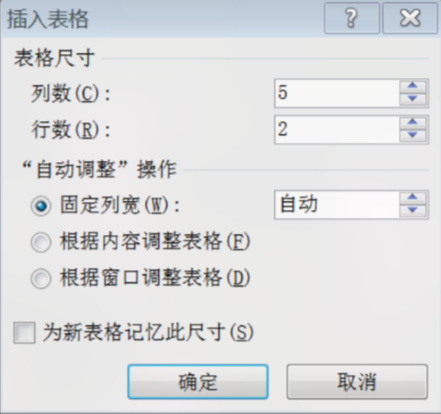 插入表格
表格尺寸
列数(C): 5
行数(R): 2
“自动调整”操作
固定列宽(W): 自动
根据内容调整表格(F)
根据窗口调整表格(D)
为新表格记忆此尺寸(S)
确定 取消